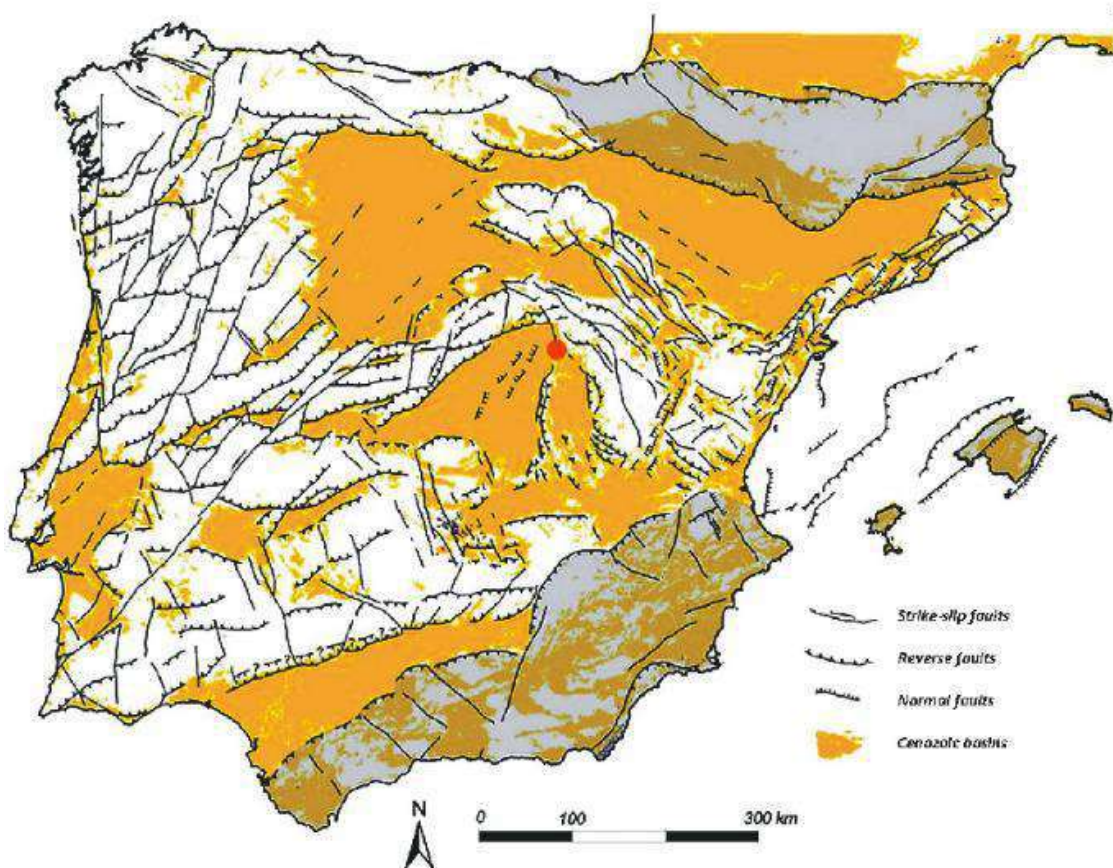 Strike-slip faults
Reverse faults
Normal faults
Cenozoic basins
N
0 100 300 km